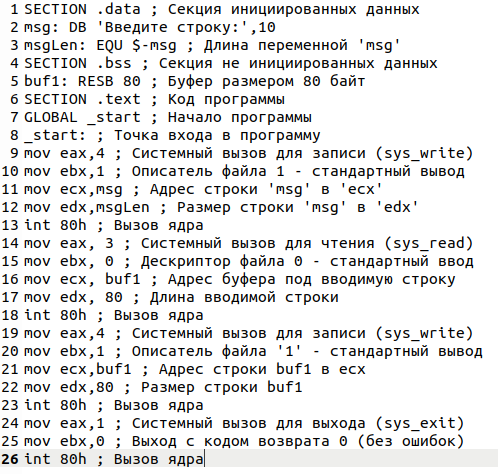 1 SECTION .data ; Секция инициированных данных
2 msg: DB 'Введите строку:',10
3 msgLen: EQU $-msg ; Длина переменной 'msg'
4 SECTION .bss ; Секция не инициированных данных
5 buf1: RESB 80 ; Буфер размером 80 байт
6 SECTION .text ; Код программы
7 GLOBAL _start ; Начало программы
8 _start: ; Точка входа в программу
9 mov eax,4 ; Системный вызов для записи (sys_write)
10 mov ebx,1 ; Описатель файла 1 - стандартный вывод
11 mov ecx,msg ; Адрес строки 'msg' в 'ecx'
12 mov edx,msgLen ; Размер строки 'msg' в 'edx'
13 int 80h ; Вызов ядра
14 mov eax, 3 ; Системный вызов для чтения (sys_read)
15 mov ebx, 0 ; Дескриптор файла 0 - стандартный ввод
16 mov ecx, buf1 ; Адрес буфера под вводимую строку
17 mov edx, 80 ; Длина вводимой строки
18 int 80h ; Вызов ядра
19 mov eax,4 ; Системный вызов для записи (sys_write)
20 mov ebx,1 ; Описатель файла '1' - стандартный вывод
21 mov ecx,buf1 ; Адрес строки buf1 в ecx
22 mov edx,80 ; Размер строки buf1
23 int 80h ; Вызов ядра
24 mov eax,1 ; Системный вызов для выхода (sys_exit)
25 mov ebx,0 ; Выход с кодом возврата 0 (без ошибок)
26 int 80h ; Вызов ядра